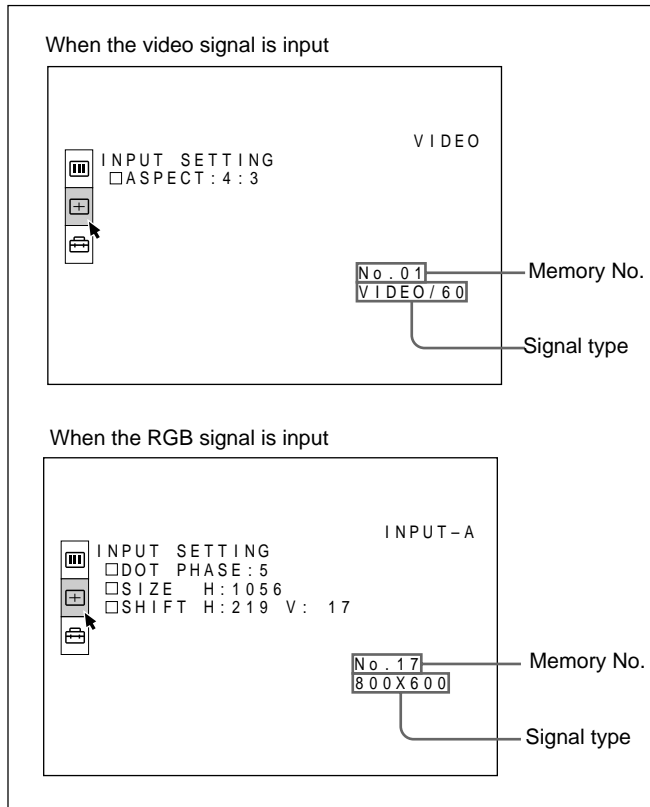 When the video signal is input
VIDEO
INPUT SETTING
□ASPECT:4:3
No.01
Memory No.
VIDEO/60
Signal type
When the RGB signal is input
INPUT–A
INPUT SETTING
□DOT PHASE:5
□SIZE H:1056
□SHIFT H:219 V: 17
No.17
Memory No.
800X600
Signal type